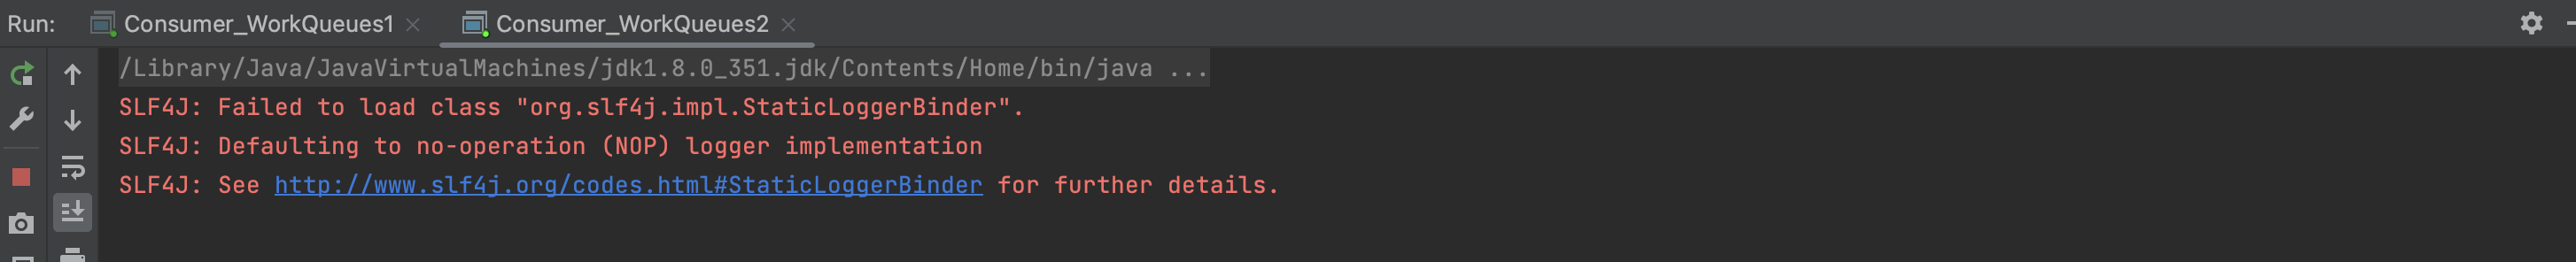 Run: Consumer_WorkQueues1 Consumer_WorkQueues2
/Library/Java/JavaVirtualMachines/jdk1.8.0_351.jdk/Contents/Home/bin/java ...
SLF4J: Failed to load class "org.slf4j.impl.StaticLoggerBinder".
SLF4J: Defaulting to no-operation (NOP) logger implementation
SLF4J: See http://www.slf4j.org/codes.html#StaticLoggerBinder for further details.